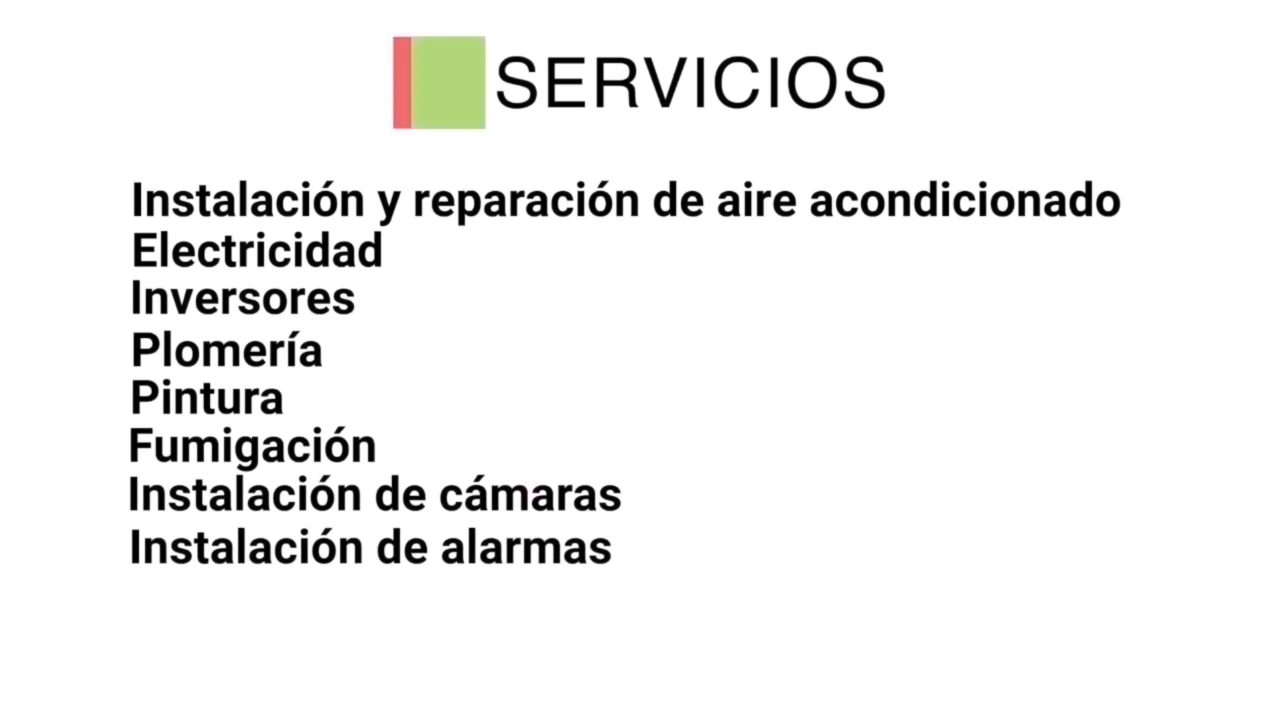 SERVICIOS
Instalación y reparación de aire acondicionado
Electricidad
Inversores
Plomería
Pintura
Fumigación
Instalación de cámaras
Instalación de alarmas